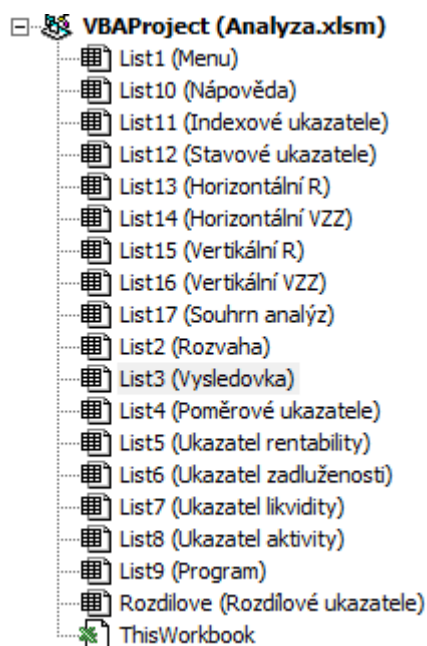 VBAProject (Analyza.xlsm)
List1 (Menu)
List10 (Nápověda)
List11 (Indexové ukazatele)
List12 (Stavové ukazatele)
List13 (Horizontální R)
List14 (Horizontální VZZ)
List15 (Vertikální R)
List16 (Vertikální VZZ)
List17 (Souhrn analýz)
List2 (Rozvaha)
List3 (Vysledovka)
List4 (Poměrové ukazatele)
List5 (Ukazatel rentability)
List6 (Ukazatel zadluženosti)
List7 (Ukazatel likvidity)
List8 (Ukazatel aktivity)
List9 (Program)
Rozdilove (Rozdílové ukazatele)
ThisWorkbook